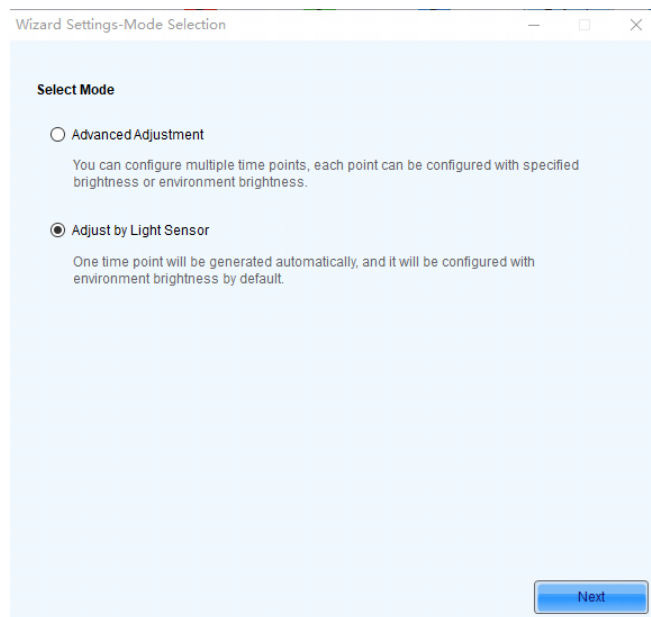 Wizard Settings-Mode Selection
Select Mode
Advanced Adjustment
You can configure multiple time points, each point can be configured with specified
brightness or environment brightness.
Adjust by Light Sensor
One time point will be generated automatically, and it will be configured with
environment brightness by default.
Next